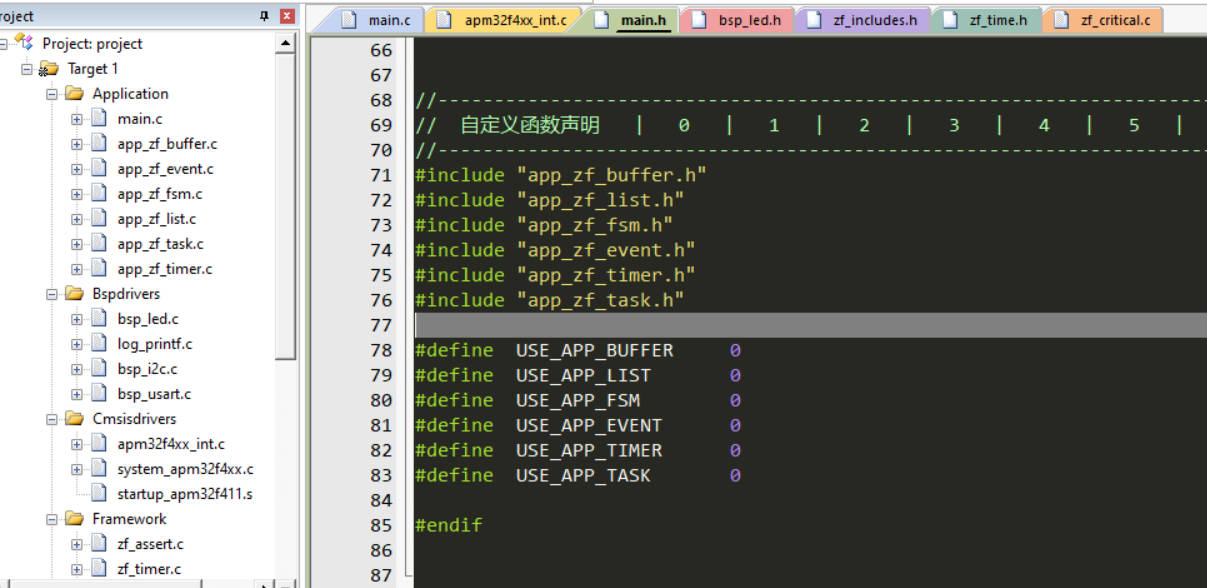 roject
Project: project
Target 1
Application
main.c
app_zf_buffer.c
app_zf_event.c
app_zf_fsm.c
app_zf_list.c
app_zf_task.c
app_zf_timer.c
Bspdrivers
bsp_led.c
log_printf.c
bsp_i2c.c
bsp_usart.c
Cmsisdrivers
apm32f4xx_int.c
system_apm32f4xx.c
startup_apm32f411.s
Framework
zf_assert.c
zf_timer.c
main.c apm32f4xx_int.c main.h bsp_led.h zf_includes.h zf_time.h zf_critical.c
66
67
68 //----------------------------------------------------------------------
69 // 自定义函数声明 | 0 | 1 | 2 | 3 | 4 | 5 |
70 //----------------------------------------------------------------------
71 #include "app_zf_buffer.h"
72 #include "app_zf_list.h"
73 #include "app_zf_fsm.h"
74 #include "app_zf_event.h"
75 #include "app_zf_timer.h"
76 #include "app_zf_task.h"
77
78 #define USE_APP_BUFFER 0
79 #define USE_APP_LIST 0
80 #define USE_APP_FSM 0
81 #define USE_APP_EVENT 0
82 #define USE_APP_TIMER 0
83 #define USE_APP_TASK 0
84
85 #endif
86
87